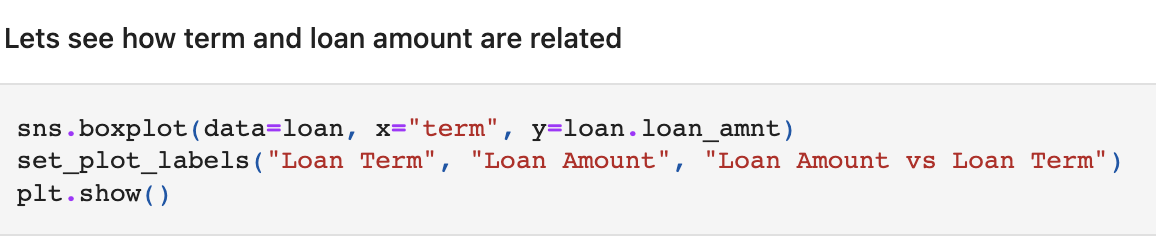 Lets see how term and loan amount are related
sns.boxplot(data=loan, x="term", y=loan.loan_amnt)
set_plot_labels("Loan Term", "Loan Amount", "Loan Amount vs Loan Term")
plt.show()